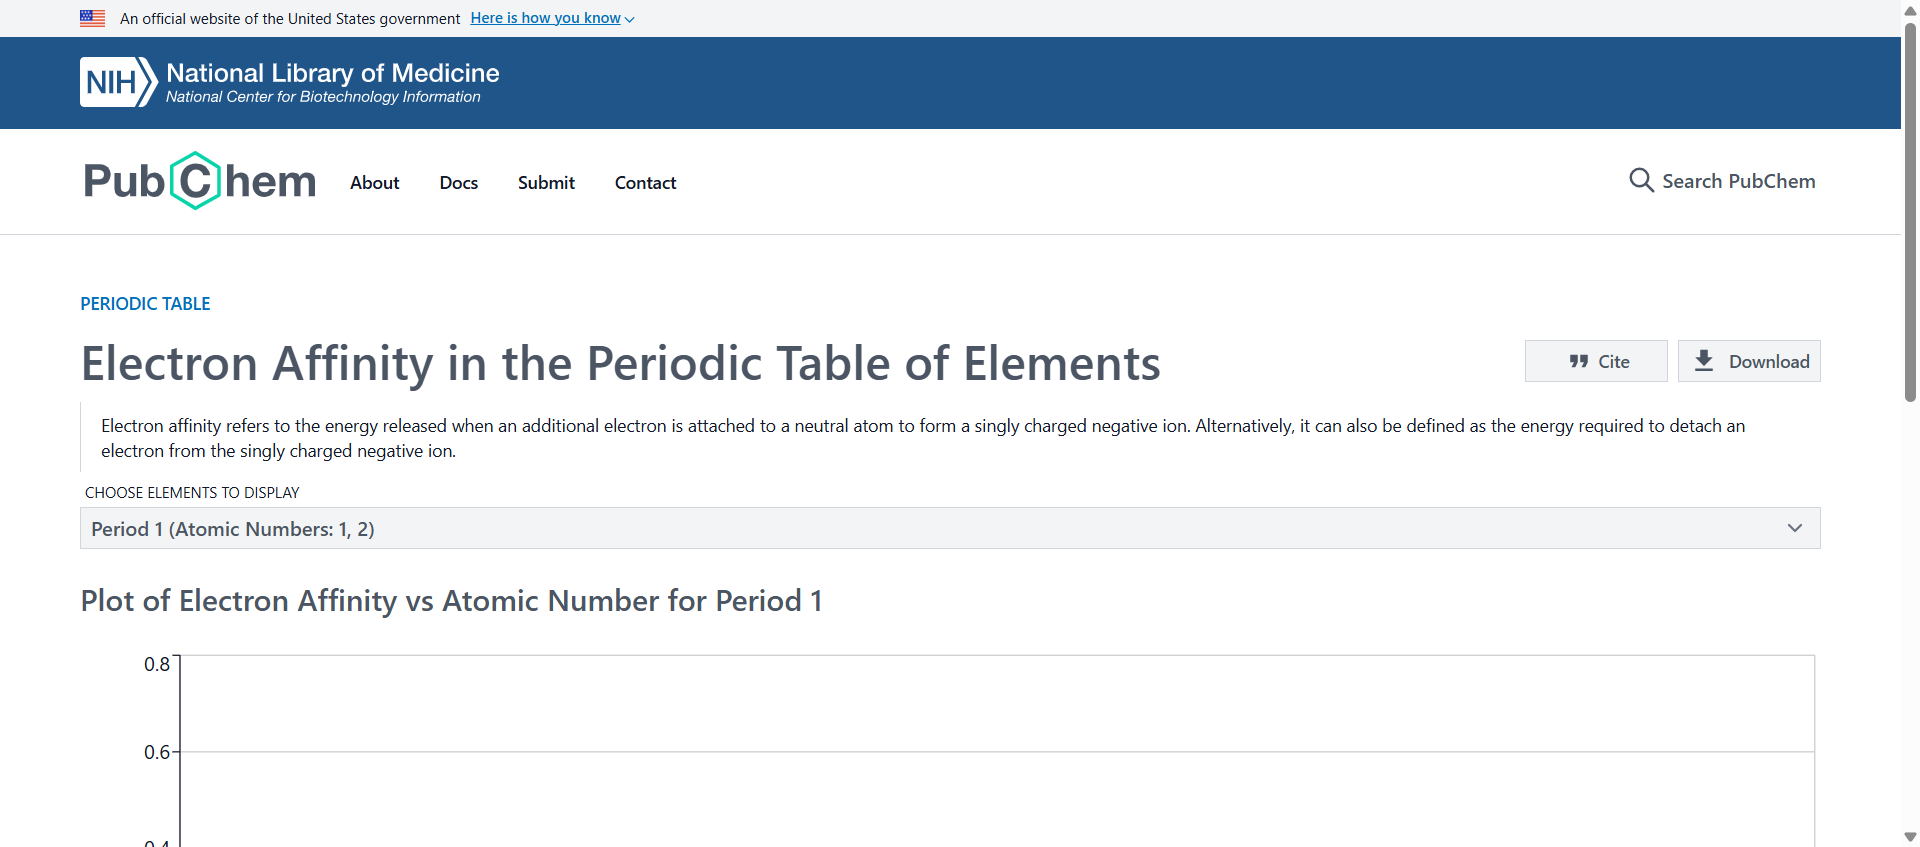 An official website of the United States government Here is how you know
NIH National Library of Medicine
National Center for Biotechnology Information
PubChem About Docs Submit Contact Search PubChem
PERIODIC TABLE
Electron Affinity in the Periodic Table of Elements
Cite Download
Electron affinity refers to the energy released when an additional electron is attached to a neutral atom to form a singly charged negative ion. Alternatively, it can also be defined as the energy required to detach an
electron from the singly charged negative ion.
CHOOSE ELEMENTS TO DISPLAY
Period 1 (Atomic Numbers: 1, 2)
Plot of Electron Affinity vs Atomic Number for Period 1
0.8
0.6